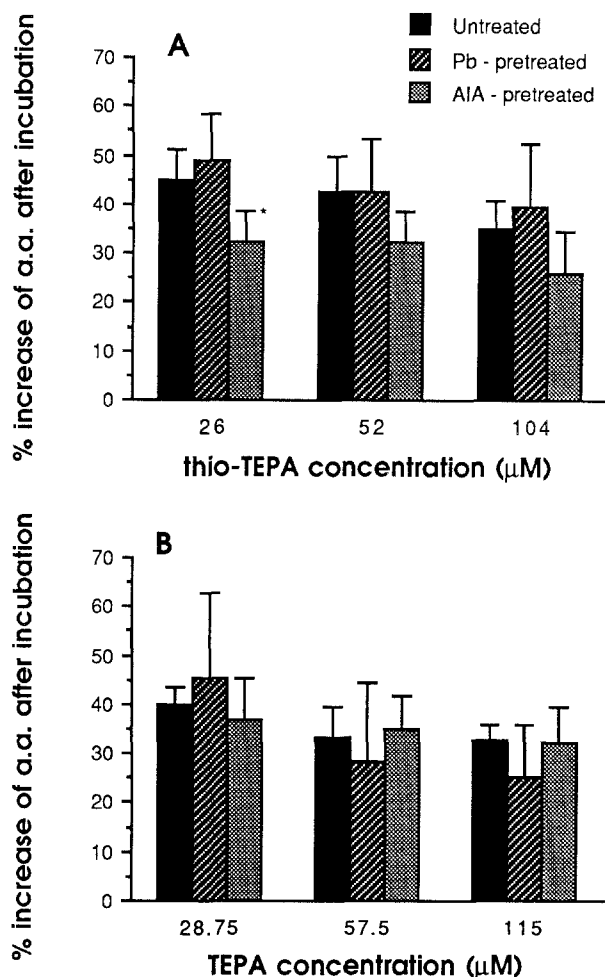 A
Untreated
Pb - pretreated
AIA - pretreated
% increase of a.a. after incubation
70
60
50
40
30
20
10
0
*
26 52 104
thio-TEPA concentration (μM)
B
% increase of a.a. after incubation
70
60
50
40
30
20
10
0
28.75 57.5 115
TEPA concentration (μM)